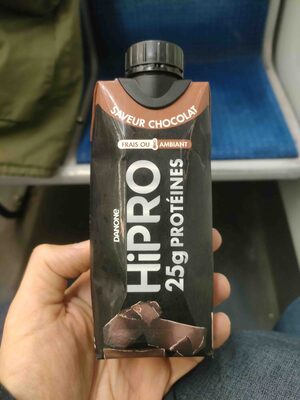 SAVEUR CHOCOLAT
FRAIS OU AMBIANT
DANONE
HiPRO
25g PROTÉINES